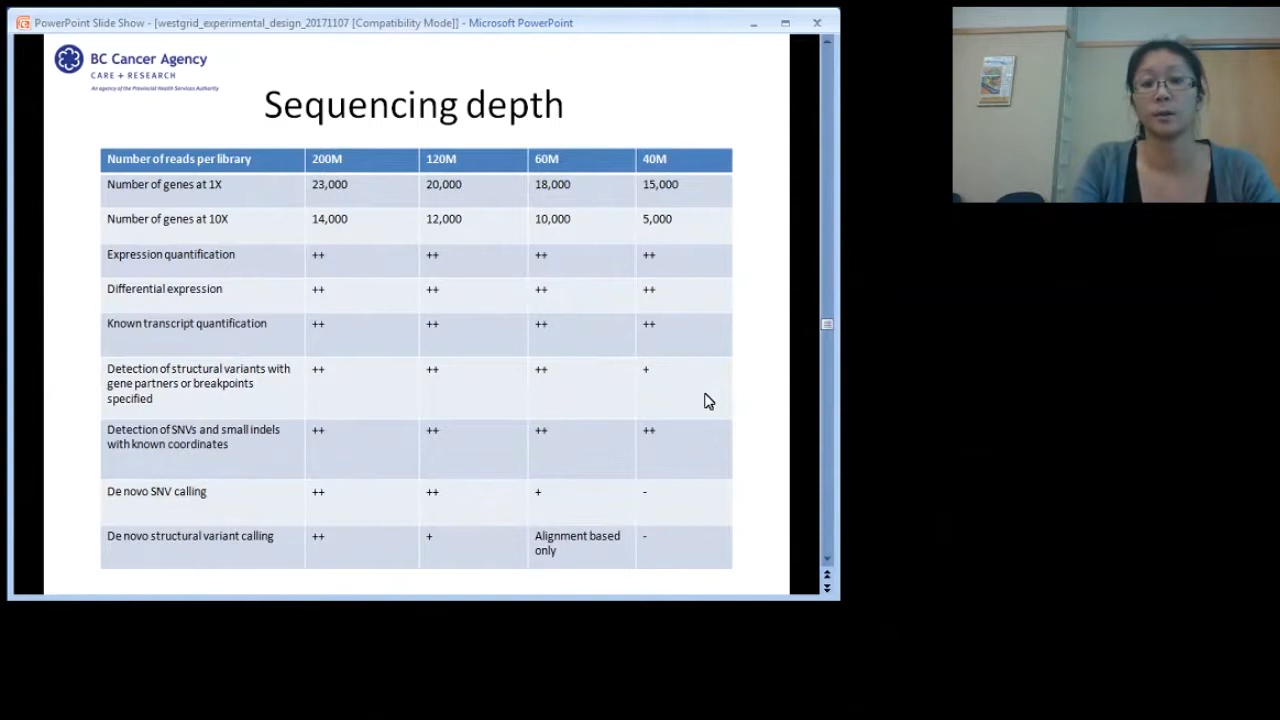 PowerPoint Slide Show - [westgrid_experimental_design_20171107 [Compatibility Mode]] - Microsoft PowerPoint
BC Cancer Agency
CARE + RESEARCH
An agency of the Provincial Health Services Authority
Sequencing depth
Number of reads per library 200M 120M 60M 40M
Number of genes at 1X 23,000 20,000 18,000 15,000
Number of genes at 10X 14,000 12,000 10,000 5,000
Expression quantification ++ ++ ++ ++
Differential expression ++ ++ ++ ++
Known transcript quantification ++ ++ ++ ++
Detection of structural variants with ++ ++ ++ +
gene partners or breakpoints
specified
Detection of SNVs and small indels ++ ++ ++ ++
with known coordinates
De novo SNV calling ++ ++ + -
De novo structural variant calling ++ + Alignment based -
only